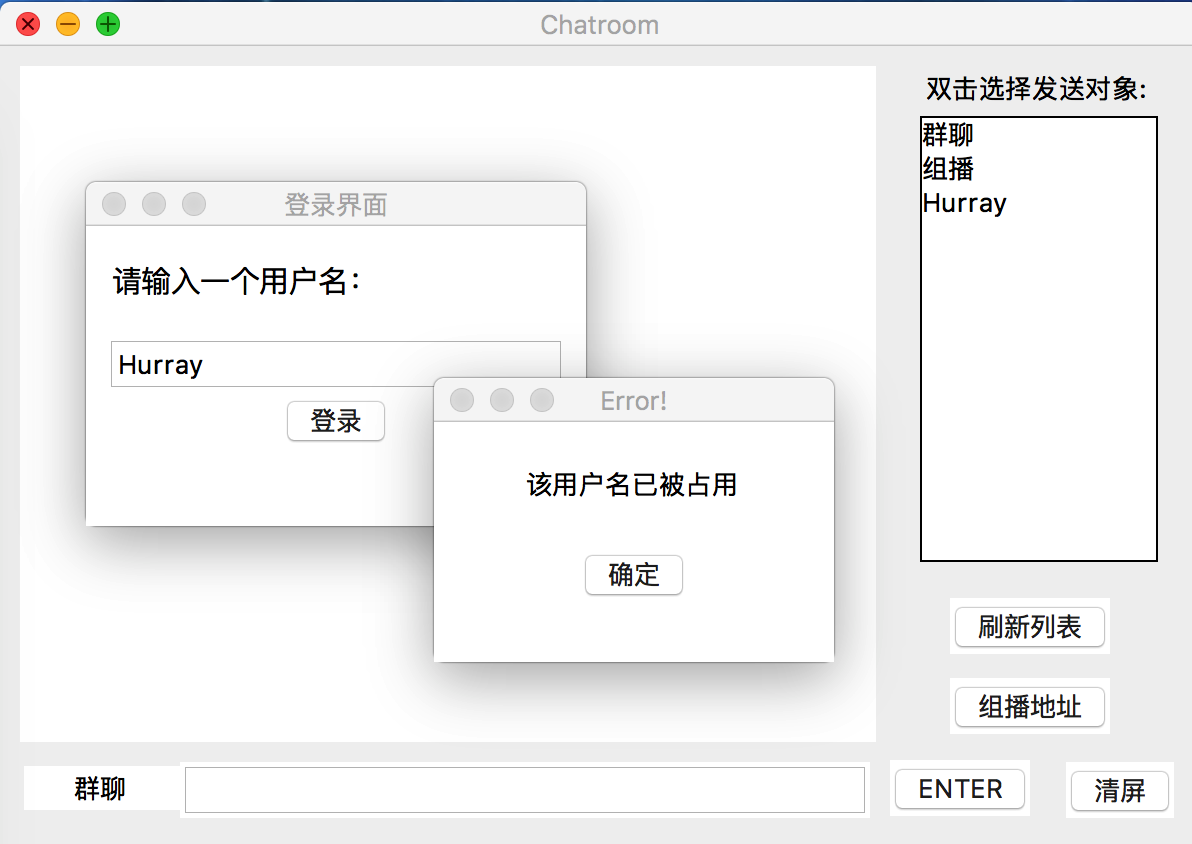 Chatroom
双击选择发送对象:
群聊
组播
Hurray
登录界面
请输入一个用户名：
Hurray
登录
Error!
该用户名已被占用
确定
刷新列表
组播地址
群聊
ENTER
清屏